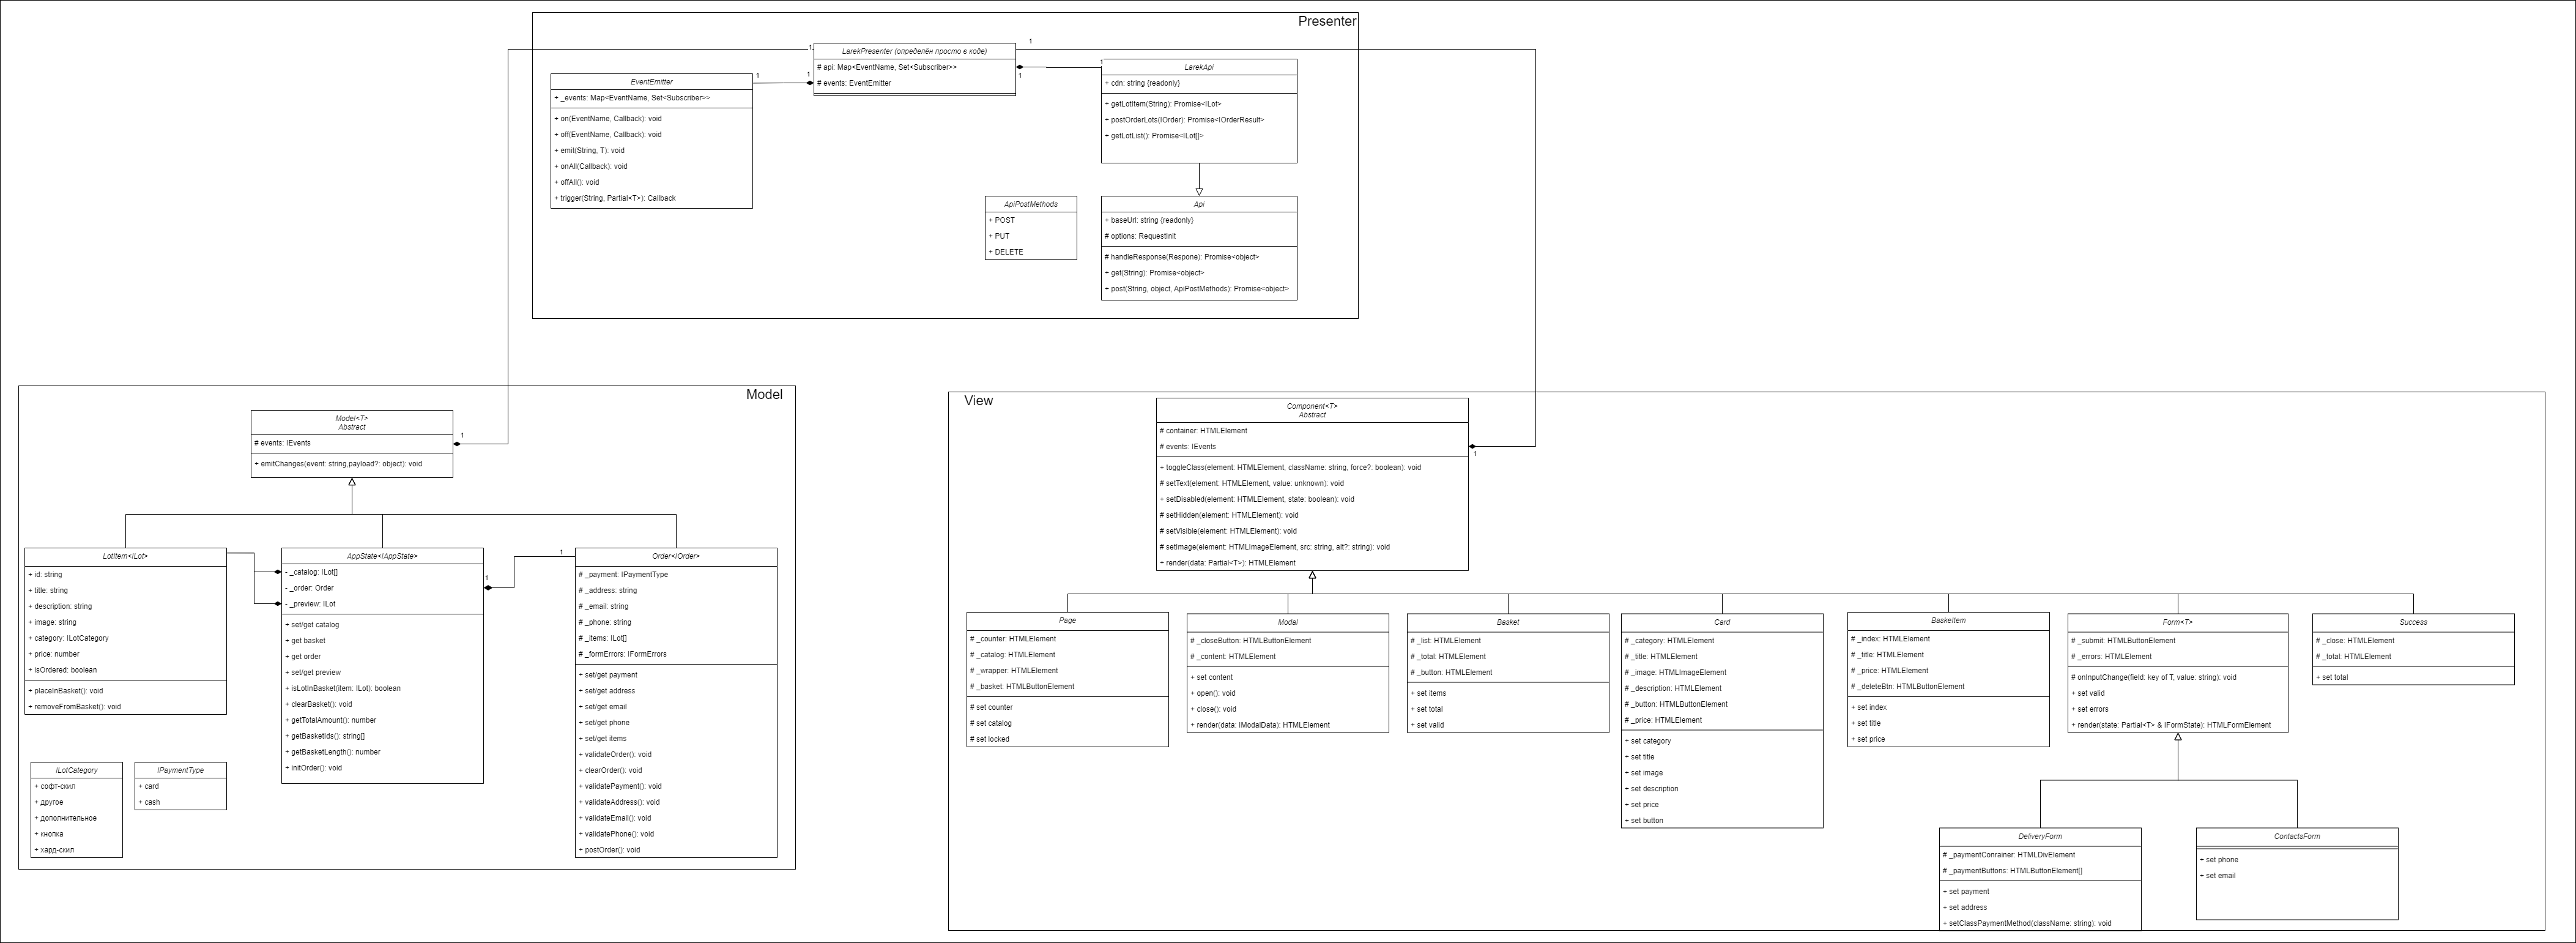 Presenter
1
LarekPresenter (определён просто в коде)
# api: Map<EventName, Set<Subscriber>>
# events: EventEmitter
1
1
1
1
1
EventEmitter
+ _events: Map<EventName, Set<Subscriber>>
+ on(EventName, Callback): void
+ off(EventName, Callback): void
+ emit(String, T): void
+ onAll(Callback): void
+ offAll(): void
+ trigger(String, Partial<T>): Callback
LarekApi
+ cdn: string {readonly}
+ getLotItem(String): Promise<ILot>
+ postOrderLots(IOrder): Promise<IOrderResult>
+ getLotList(): Promise<ILot[]>
ApiPostMethods
+ POST
+ PUT
+ DELETE
Api
+ baseUrl: string {readonly}
# options: RequestInit
# handleResponse(Respone): Promise<object>
+ get(String): Promise<object>
+ post(String, object, ApiPostMethods): Promise<object>
Model
Model<T>
Abstract
# events: IEvents
+ emitChanges(event: string,payload?: object): void
1
LotItem<ILot>
+ id: string
+ title: string
+ description: string
+ image: string
+ category: ILotCategory
+ price: number
+ isOrdered: boolean
+ placeInBasket(): void
+ removeFromBasket(): void
AppState<IAppState>
- _catalog: ILot[]
- _order: Order
- _preview: ILot
+ set/get catalog
+ get basket
+ get order
+ set/get preview
+ isLotInBasket(item: ILot): boolean
+ clearBasket(): void
+ getTotalAmount(): number
+ getBasketIds(): string[]
+ getBasketLength(): number
+ initOrder(): void
1
1
Order<IOrder>
# _payment: IPaymentType
# _address: string
# _email: string
# _phone: string
# _items: ILot[]
# _formErrors: IFormErrors
+ set/get payment
+ set/get address
+ set/get email
+ set/get phone
+ set/get items
+ validateOrder(): void
+ clearOrder(): void
+ validatePayment(): void
+ validateAddress(): void
+ validateEmail(): void
+ validatePhone(): void
+ postOrder(): void
ILotCategory
+ софт-скил
+ другое
+ дополнительное
+ кнопка
+ хард-скил
IPaymentType
+ card
+ cash
View
Component<T>
Abstract
# container: HTMLElement
# events: IEvents
+ toggleClass(element: HTMLElement, className: string, force?: boolean): void
# setText(element: HTMLElement, value: unknown): void
+ setDisabled(element: HTMLElement, state: boolean): void
# setHidden(element: HTMLElement): void
# setVisible(element: HTMLElement): void
# setImage(element: HTMLImageElement, src: string, alt?: string): void
+ render(data: Partial<T>): HTMLElement
1
Page
# _counter: HTMLElement
# _catalog: HTMLElement
# _wrapper: HTMLElement
# _basket: HTMLButtonElement
# set counter
# set catalog
# set locked
Modal
# _closeButton: HTMLButtonElement
# _content: HTMLElement
+ set content
+ open(): void
+ close(): void
+ render(data: IModalData): HTMLElement
Basket
# _list: HTMLElement
# _total: HTMLElement
# _button: HTMLElement
+ set items
+ set total
+ set valid
Card
# _category: HTMLElement
# _title: HTMLElement
# _image: HTMLImageElement
# _description: HTMLElement
# _button: HTMLButtonElement
# _price: HTMLElement
+ set category
+ set title
+ set image
+ set description
+ set price
+ set button
BaskeItem
# _index: HTMLElement
# _title: HTMLElement
# _price: HTMLElement
# _deleteBtn: HTMLButtonElement
+ set index
+ set title
+ set price
Form<T>
# _submit: HTMLButtonElement
# _errors: HTMLElement
# onInputChange(field: key of T, value: string): void
+ set valid
+ set errors
+ render(state: Partial<T> & IFormState): HTMLFormElement
Success
# _close: HTMLElement
# _total: HTMLElement
+ set total
DeliveryForm
# _paymentConrainer: HTMLDivElement
# _paymentButtons: HTMLButtonElement[]
+ set payment
+ set address
+ setClassPaymentMethod(className: string): void
ContactsForm
+ set phone
+ set email